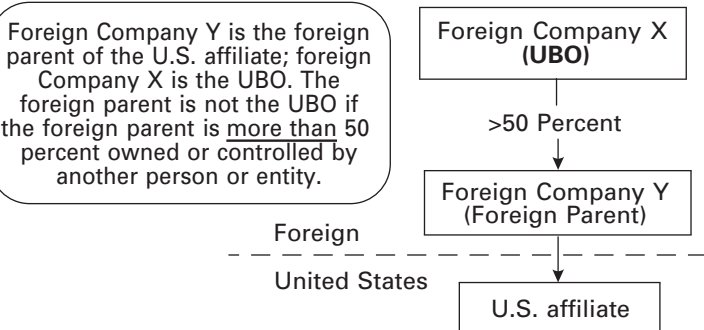 Foreign Company Y is the foreign
parent of the U.S. affiliate; foreign
Company X is the UBO. The
foreign parent is not the UBO if
the foreign parent is more than 50
percent owned or controlled by
another person or entity.
Foreign Company X
(UBO)
>50 Percent
Foreign Company Y
(Foreign Parent)
Foreign
United States
U.S. affiliate